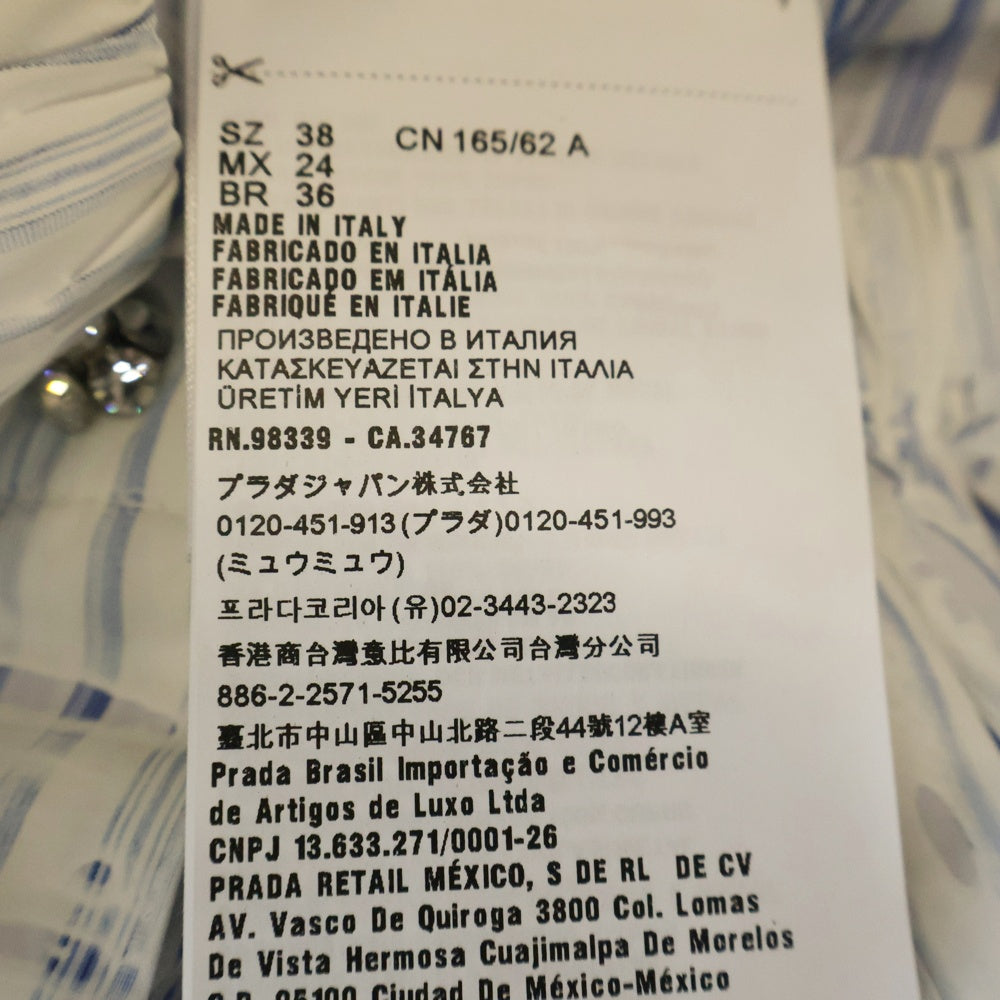 SZ 38 CN 165/62 A
MX 24
BR 36
MADE IN ITALY
FABRICADO EN ITALIA
FABRICADO EM ITÁLIA
FABRIQUÉ EN ITALIE
ПРОИЗВЕДЕНО В ИТАЛИЯ
ΚΑΤΑΣΚΕΥΑΖΕΤΑΙ ΣΤΗΝ ΙΤΑΛΙΑ
ÜRETİM YERİ İTALYA
RN.98339 - CA.34767
プラダジャパン株式会社
0120-451-913(プラダ)0120-451-993
(ミュウミュウ)
프라다코리아(유)02-3443-2323
香港商台灣意比有限公司台灣分公司
886-2-2571-5255
臺北市中山區中山北路二段44號12樓A室
Prada Brasil Importação e Comércio
de Artigos de Luxo Ltda
CNPJ 13.633.271/0001-26
PRADA RETAIL MÉXICO, S DE RL DE CV
AV. Vasco De Quiroga 3800 Col. Lomas
De Vista Hermosa Cuajimalpa De Morelos
C.P. 05100 Ciudad De México-México